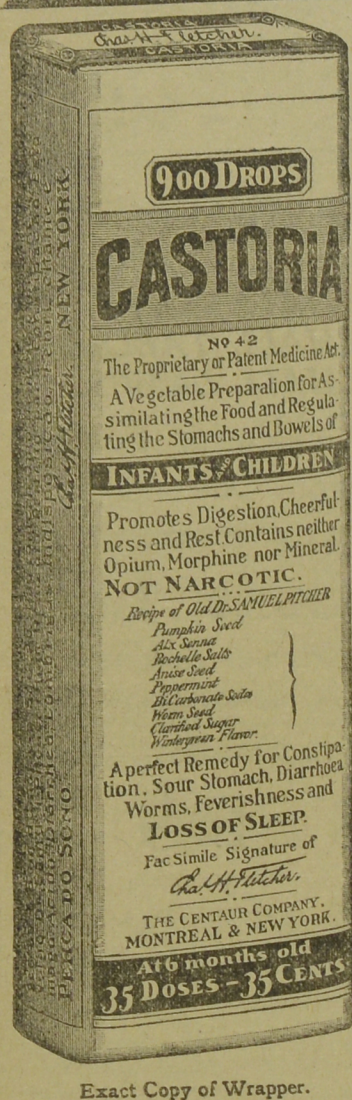 CASTORIA
Chas. H. Fletcher.
CASTORIA
900 DROPS
CASTORIA
Nº 42
The Proprietary or Patent Medicine Act.
A Vegetable Preparation for As-
similating the Food and Regula-
ting the Stomachs and Bowels of
INFANTS AND CHILDREN
Promotes Digestion, Cheerful-
ness and Rest. Contains neither
Opium, Morphine nor Mineral.
NOT NARCOTIC.
Recipe of Old Dr. SAMUEL PITCHER
Pumpkin Seed
Alx. Senna
Rochelle Salts
Anise Seed
Peppermint
Bi Carbonate Soda
Worm Seed
Clarified Sugar
Wintergreen Flavor.
A perfect Remedy for Constipa-
tion, Sour Stomach, Diarrhoea
Worms, Feverishness and
LOSS OF SLEEP.
Fac Simile Signature of
Chas. H. Fletcher.
THE CENTAUR COMPANY,
MONTREAL & NEW YORK.
At 6 months old
35 DOSES - 35 CENTS
NEW YORK
Chas. H. Fletcher.
Exact Copy of Wrapper.